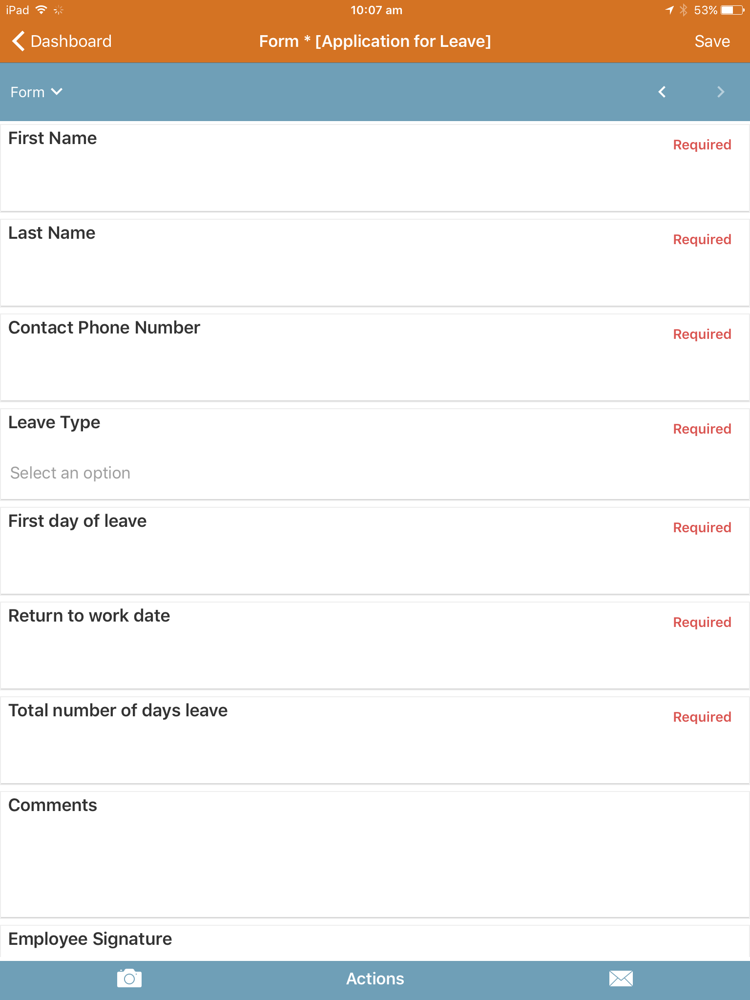 iPad 10:07 am 53%
Dashboard Form * [Application for Leave] Save
Form
First Name Required
Last Name Required
Contact Phone Number Required
Leave Type Required
Select an option
First day of leave Required
Return to work date Required
Total number of days leave Required
Comments
Employee Signature
Actions